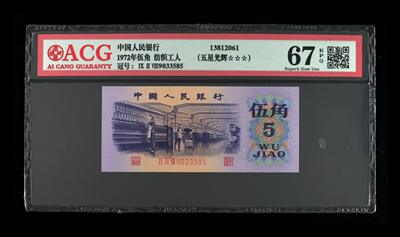 ACG
AI CANG GUARANTY
中国人民银行
1972年伍角 纺织工人
冠号：IX II VIII9033585
13812061
（五星光辉☆☆☆）
67 EPQ
Superb Gem Unc
中国人民银行
伍角
5
WU
JIAO
IX II VIII 9033585